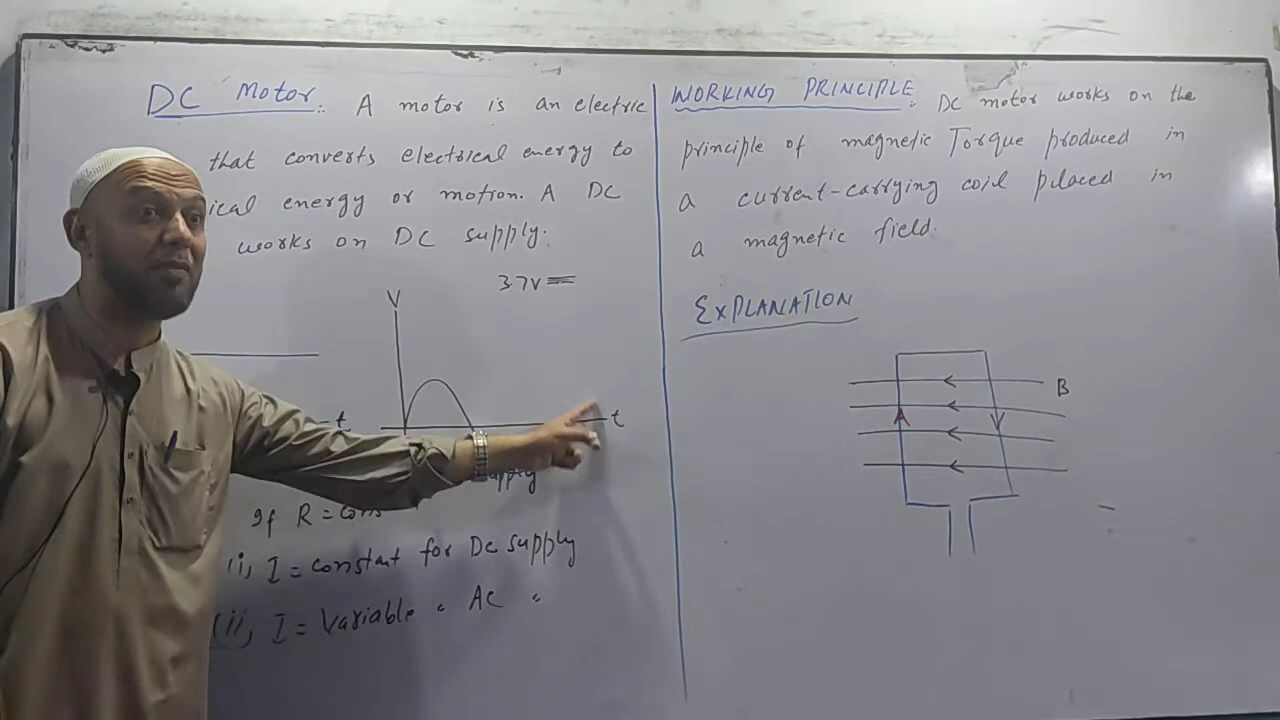 DC Motor:. A motor is an electric
that converts electrical energy to
ical energy or motion. A DC
works on DC supply.
37V
V
t
t
supply
If R = cons
(i), I = constant for DC supply
(ii), I = Variable " AC "
WORKING PRINCIPLE:. DC motor works on the
principle of magnetic Torque produced in
a current-carrying coil placed in
a magnetic field.
EXPLANATION
B